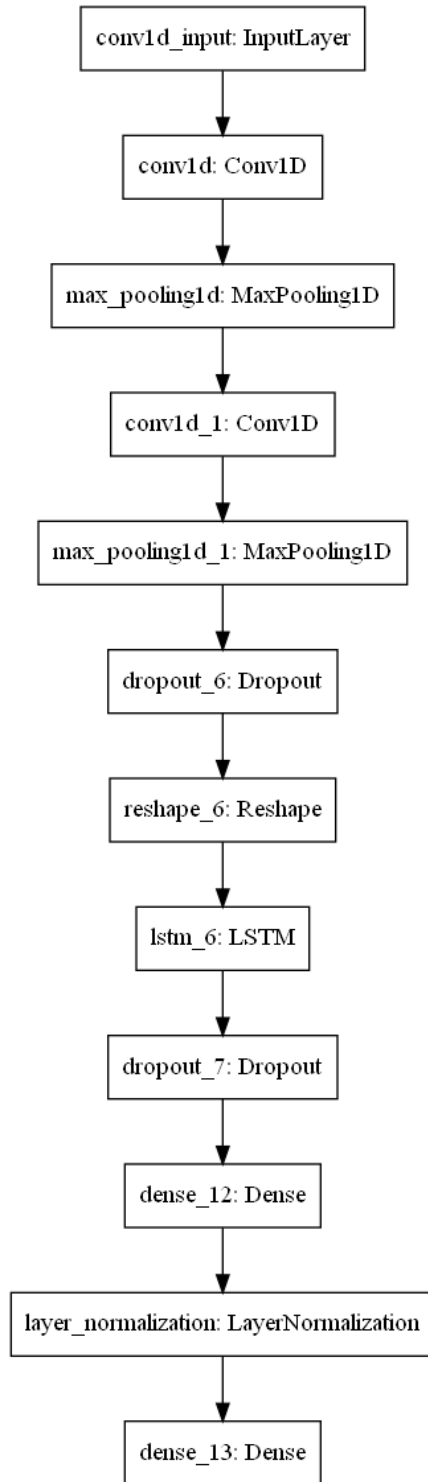 conv1d_input: InputLayer
conv1d: Conv1D
max_pooling1d: MaxPooling1D
conv1d_1: Conv1D
max_pooling1d_1: MaxPooling1D
dropout_6: Dropout
reshape_6: Reshape
lstm_6: LSTM
dropout_7: Dropout
dense_12: Dense
layer_normalization: LayerNormalization
dense_13: Dense